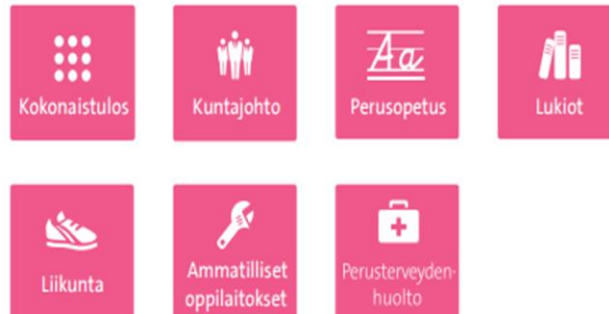 Kokonaistulos
Kuntajohto
Aa
Perusopetus
Lukiot
Liikunta
Ammatilliset
oppilaitokset
Perusterveyden-
huolto